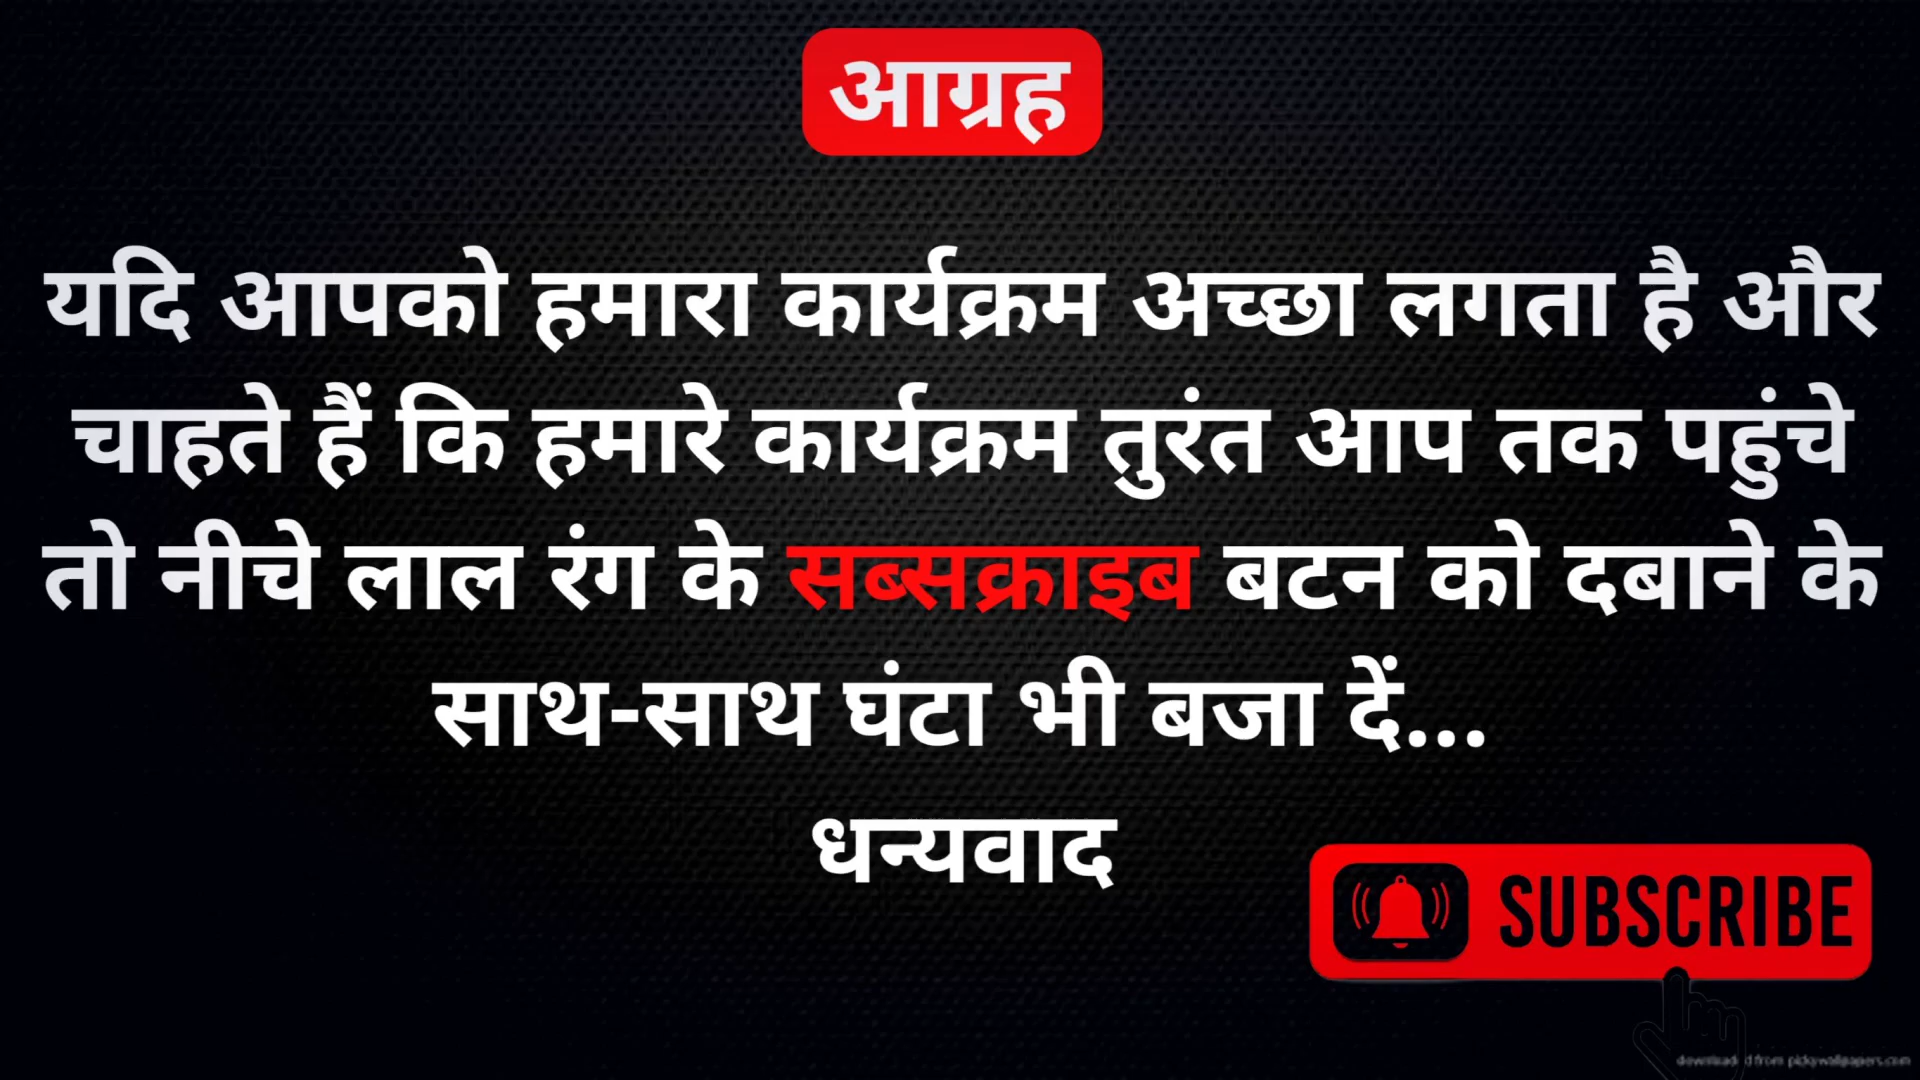 आग्रह
यदि आपको हमारा कार्यक्रम अच्छा लगता है और
चाहते हैं कि हमारे कार्यक्रम तुरंत आप तक पहुंचे
तो नीचे लाल रंग के सब्सक्राइब बटन को दबाने के
साथ-साथ घंटा भी बजा दें...
धन्यवाद
SUBSCRIBE